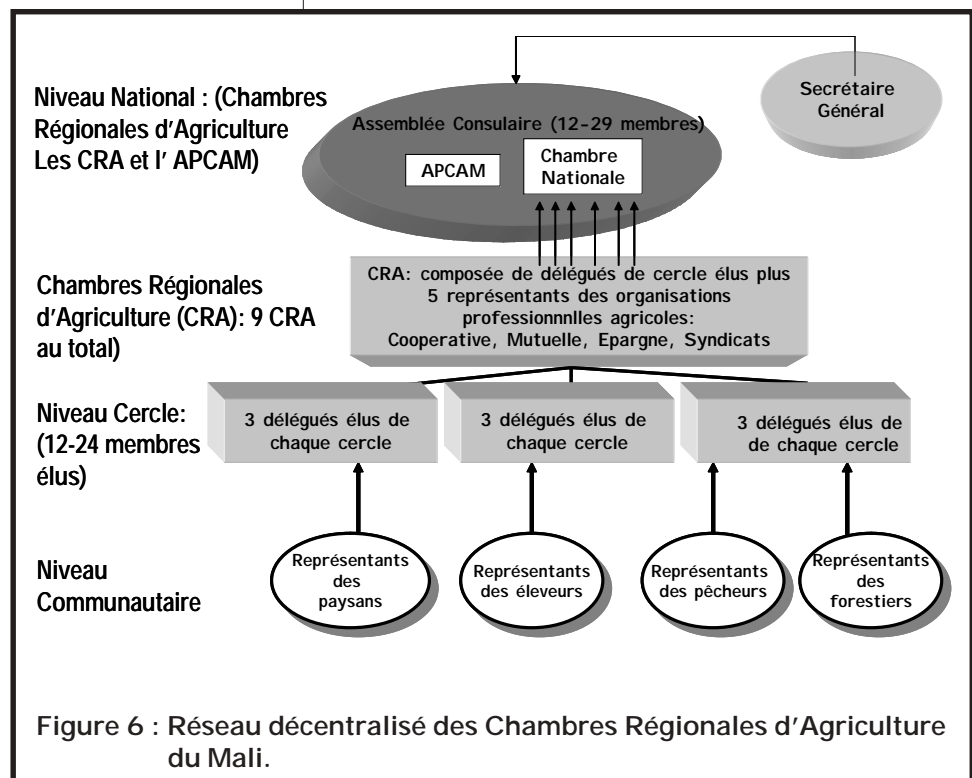 Niveau National : (Chambres
Régionales d'Agriculture
Les CRA et l' APCAM)
Secrétaire
Général
Assemblée Consulaire (12-29 membres)
APCAM
Chambre
Nationale
Chambres Régionales
d'Agriculture (CRA): 9 CRA
au total)
CRA: composée de délégués de cercle élus plus
5 représentants des organisations
professionnnlles agricoles:
Cooperative, Mutuelle, Epargne, Syndicats
Niveau Cercle:
(12-24 membres
élus)
3 délégués élus de
chaque cercle
3 délégués élus de
chaque cercle
3 délégués élus de
de chaque cercle
Niveau
Communautaire
Représentants
des
paysans
Représentants
des éleveurs
Représentants
des pêcheurs
Représentants
des
forestiers
Figure 6 : Réseau décentralisé des Chambres Régionales d'Agriculture
du Mali.